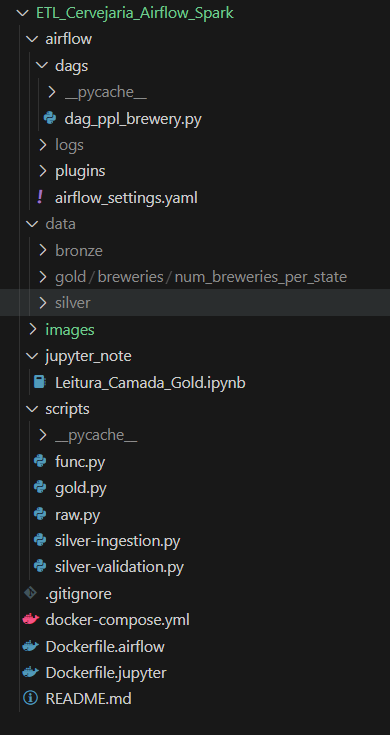 ETL_Cervejaria_Airflow_Spark
airflow
dags
__pycache__
dag_ppl_brewery.py
logs
plugins
! airflow_settings.yaml
data
bronze
gold / breweries / num_breweries_per_state
silver
images
jupyter_note
Leitura_Camada_Gold.ipynb
scripts
__pycache__
func.py
gold.py
raw.py
silver-ingestion.py
silver-validation.py
.gitignore
docker-compose.yml
Dockerfile.airflow
Dockerfile.jupyter
README.md